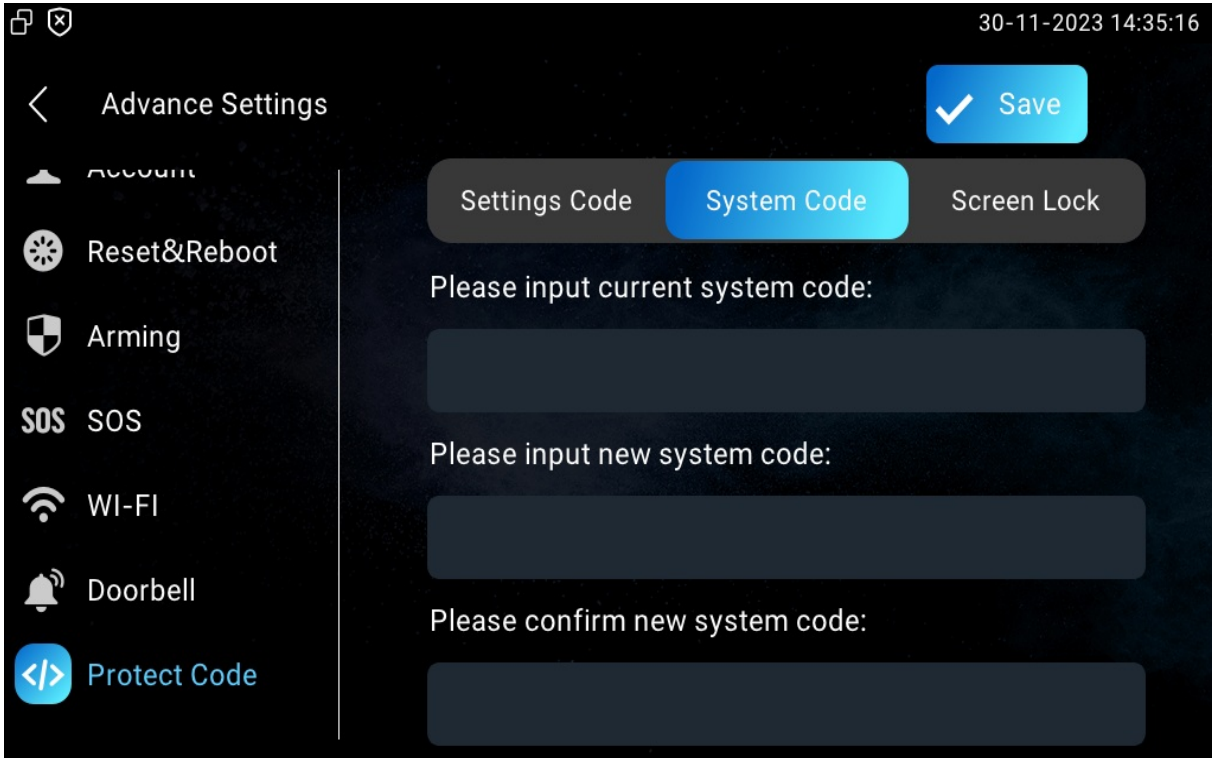 30-11-2023 14:35:16
Advance Settings
Save
Account
Reset&Reboot
Arming
SOS SOS
WI-FI
Doorbell
</> Protect Code
Settings Code
System Code
Screen Lock
Please input current system code:
Please input new system code:
Please confirm new system code: